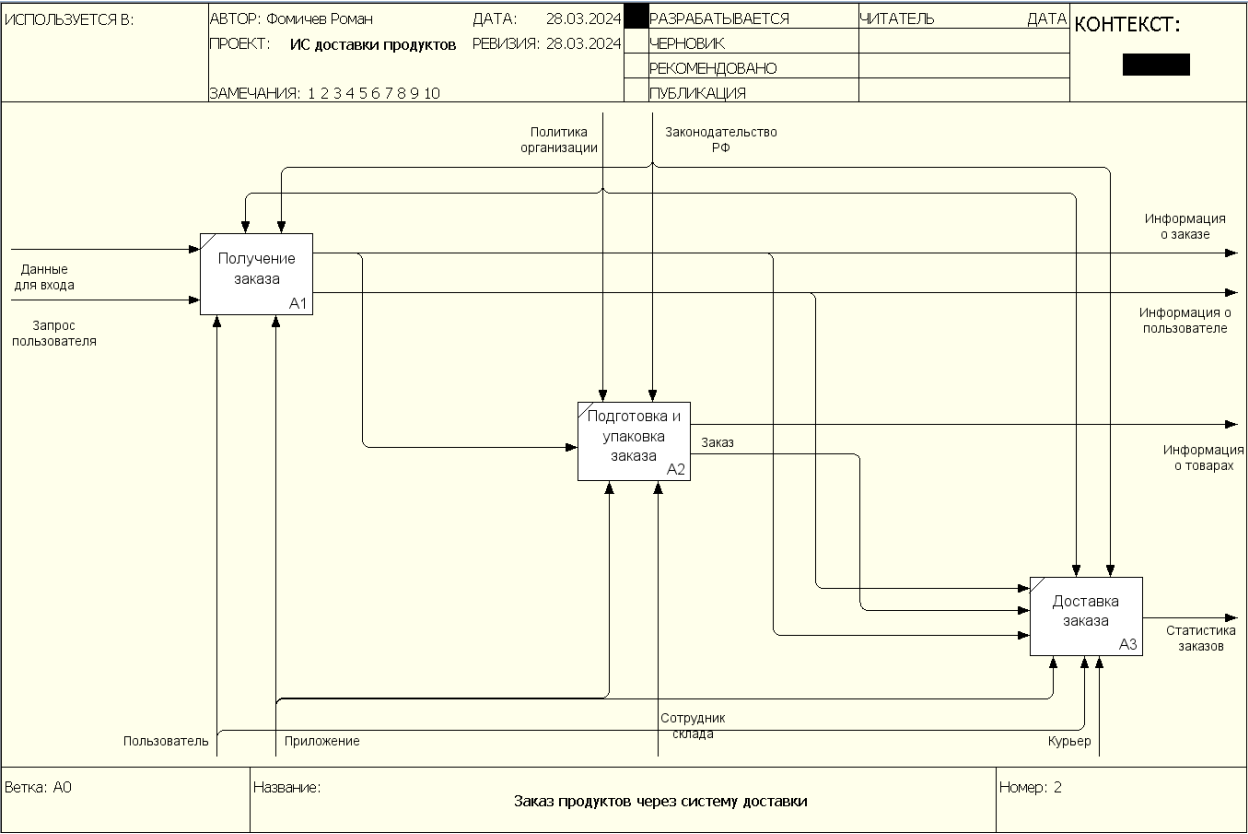 ИСПОЛЬЗУЕТСЯ В:
АВТОР: Фомичев Роман
ДАТА: 28.03.2024
ПРОЕКТ: ИС доставки продуктов
РЕВИЗИЯ: 28.03.2024
ЗАМЕЧАНИЯ: 1 2 3 4 5 6 7 8 9 10
РАЗРАБАТЫВАЕТСЯ
ЧЕРНОВИК
РЕКОМЕНДОВАНО
ПУБЛИКАЦИЯ
ЧИТАТЕЛЬ ДАТА
КОНТЕКСТ:
Политика
организации
Законодательство
РФ
Данные
для входа
Запрос
пользователя
Получение
заказа
A1
Информация
о заказе
Информация о
пользователе
Подготовка и
упаковка
заказа
A2
Заказ
Информация
о товарах
Доставка
заказа
A3
Статистика
заказов
Пользователь
Приложение
Сотрудник
склада
Курьер
Ветка: A0
Название:
Заказ продуктов через систему доставки
Номер: 2